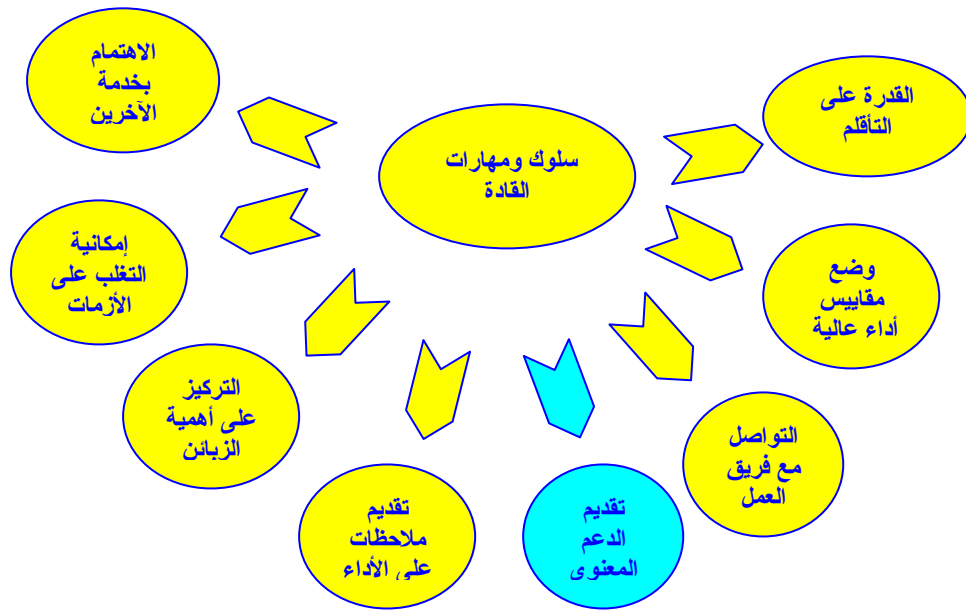 سلوك ومهارات
القادة
القدرة على
التأقلم
وضع
مقاييس
أداء عالية
التواصل
مع فريق
العمل
تقديم
الدعم
المعنوي
تقديم
ملاحظات
على الأداء
التركيز
على أهمية
الزبائن
إمكانية
التغلب على
الأزمات
الاهتمام
بخدمة
الآخرين